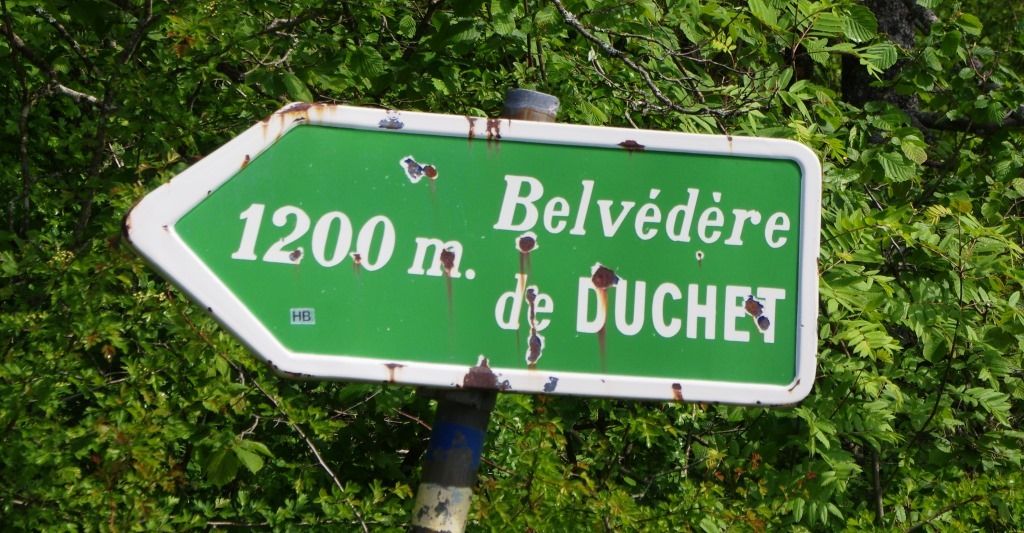 1200 m.
Belvédère
de DUCHET
HB